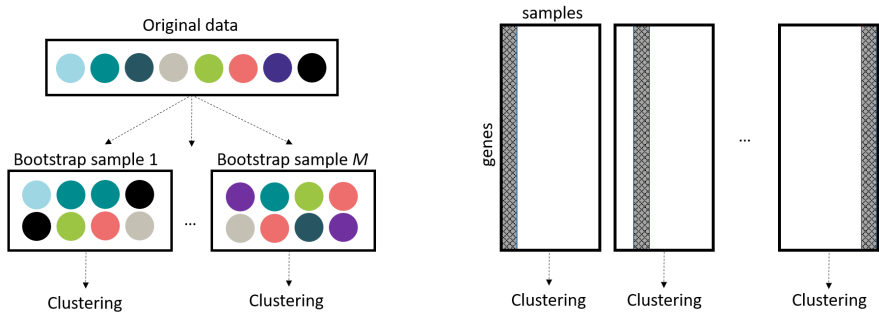 Original data
Bootstrap sample 1
Bootstrap sample M
...
Clustering
Clustering
samples
genes
...
Clustering
Clustering
Clustering